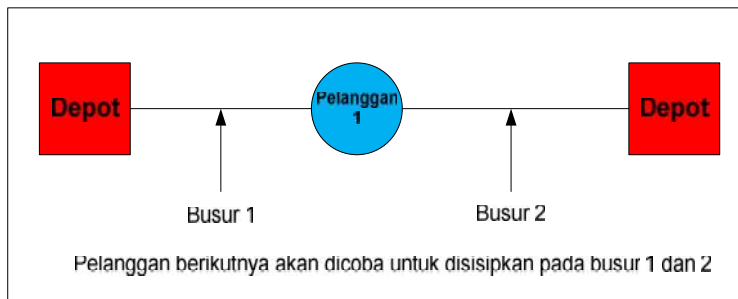 Depot
Pelanggan
1
Depot
Busur 1
Busur 2
Pelanggan berikutnya akan dicoba untuk disisipkan pada busur 1 dan 2